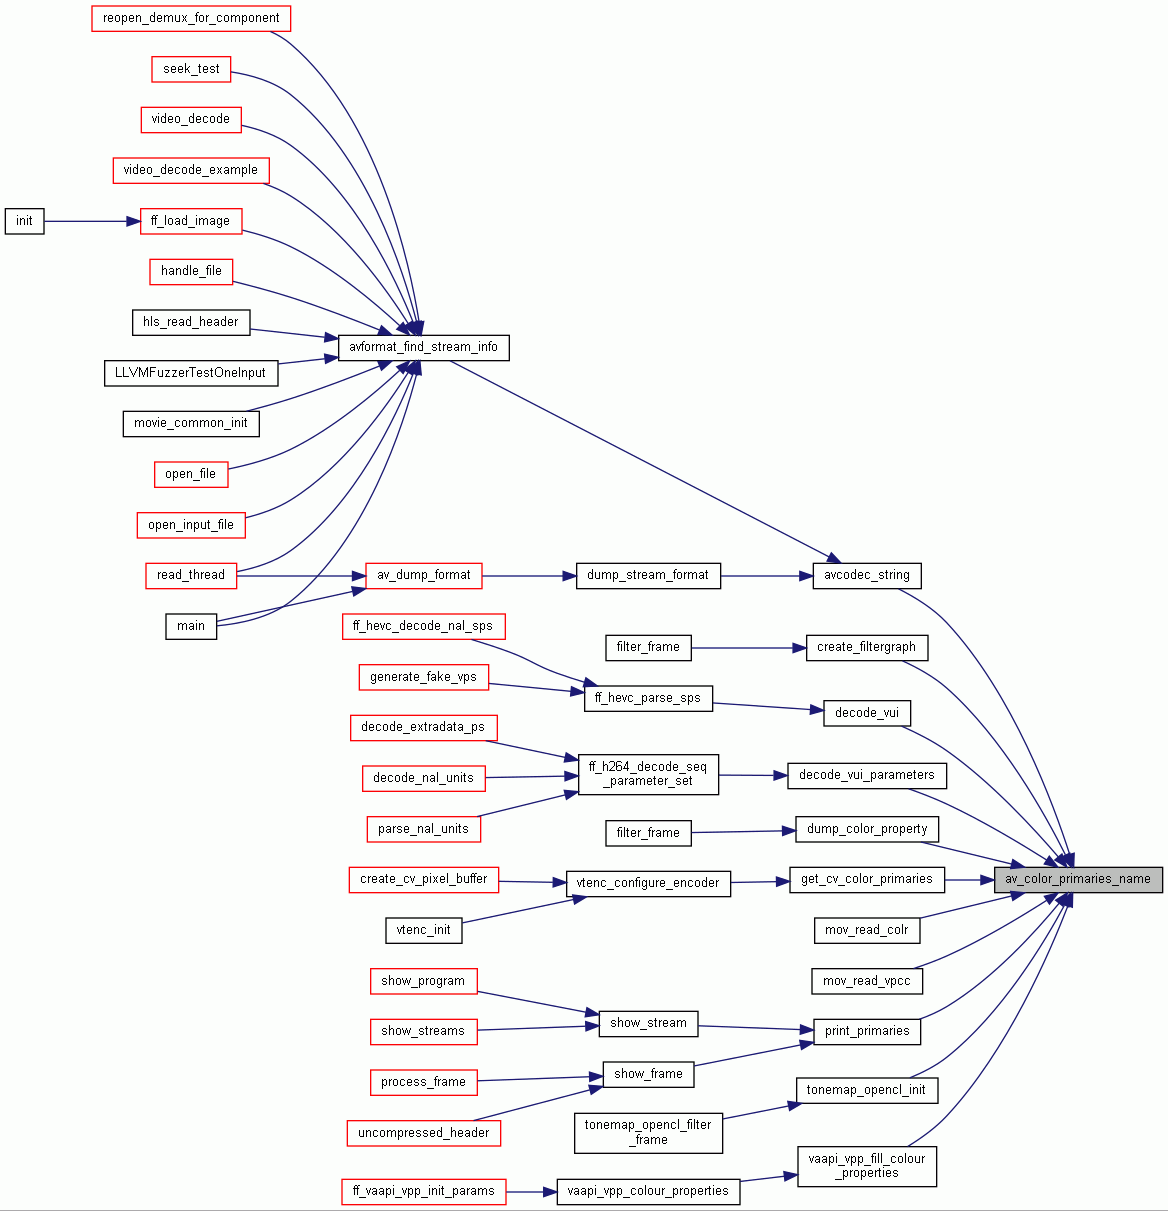 reopen_demux_for_component
seek_test
video_decode
video_decode_example
init
ff_load_image
handle_file
hls_read_header
avformat_find_stream_info
LLVMFuzzerTestOneInput
movie_common_init
open_file
open_input_file
read_thread
av_dump_format
dump_stream_format
avcodec_string
main
ff_hevc_decode_nal_sps
filter_frame
create_filtergraph
generate_fake_vps
ff_hevc_parse_sps
decode_vui
decode_extradata_ps
ff_h264_decode_seq
_parameter_set
decode_vui_parameters
decode_nal_units
parse_nal_units
filter_frame
dump_color_property
create_cv_pixel_buffer
vtenc_configure_encoder
get_cv_color_primaries
av_color_primaries_name
vtenc_init
mov_read_colr
show_program
mov_read_vpcc
show_streams
show_stream
print_primaries
process_frame
show_frame
tonemap_opencl_init
uncompressed_header
tonemap_opencl_filter
_frame
vaapi_vpp_fill_colour
_properties
ff_vaapi_vpp_init_params
vaapi_vpp_colour_properties